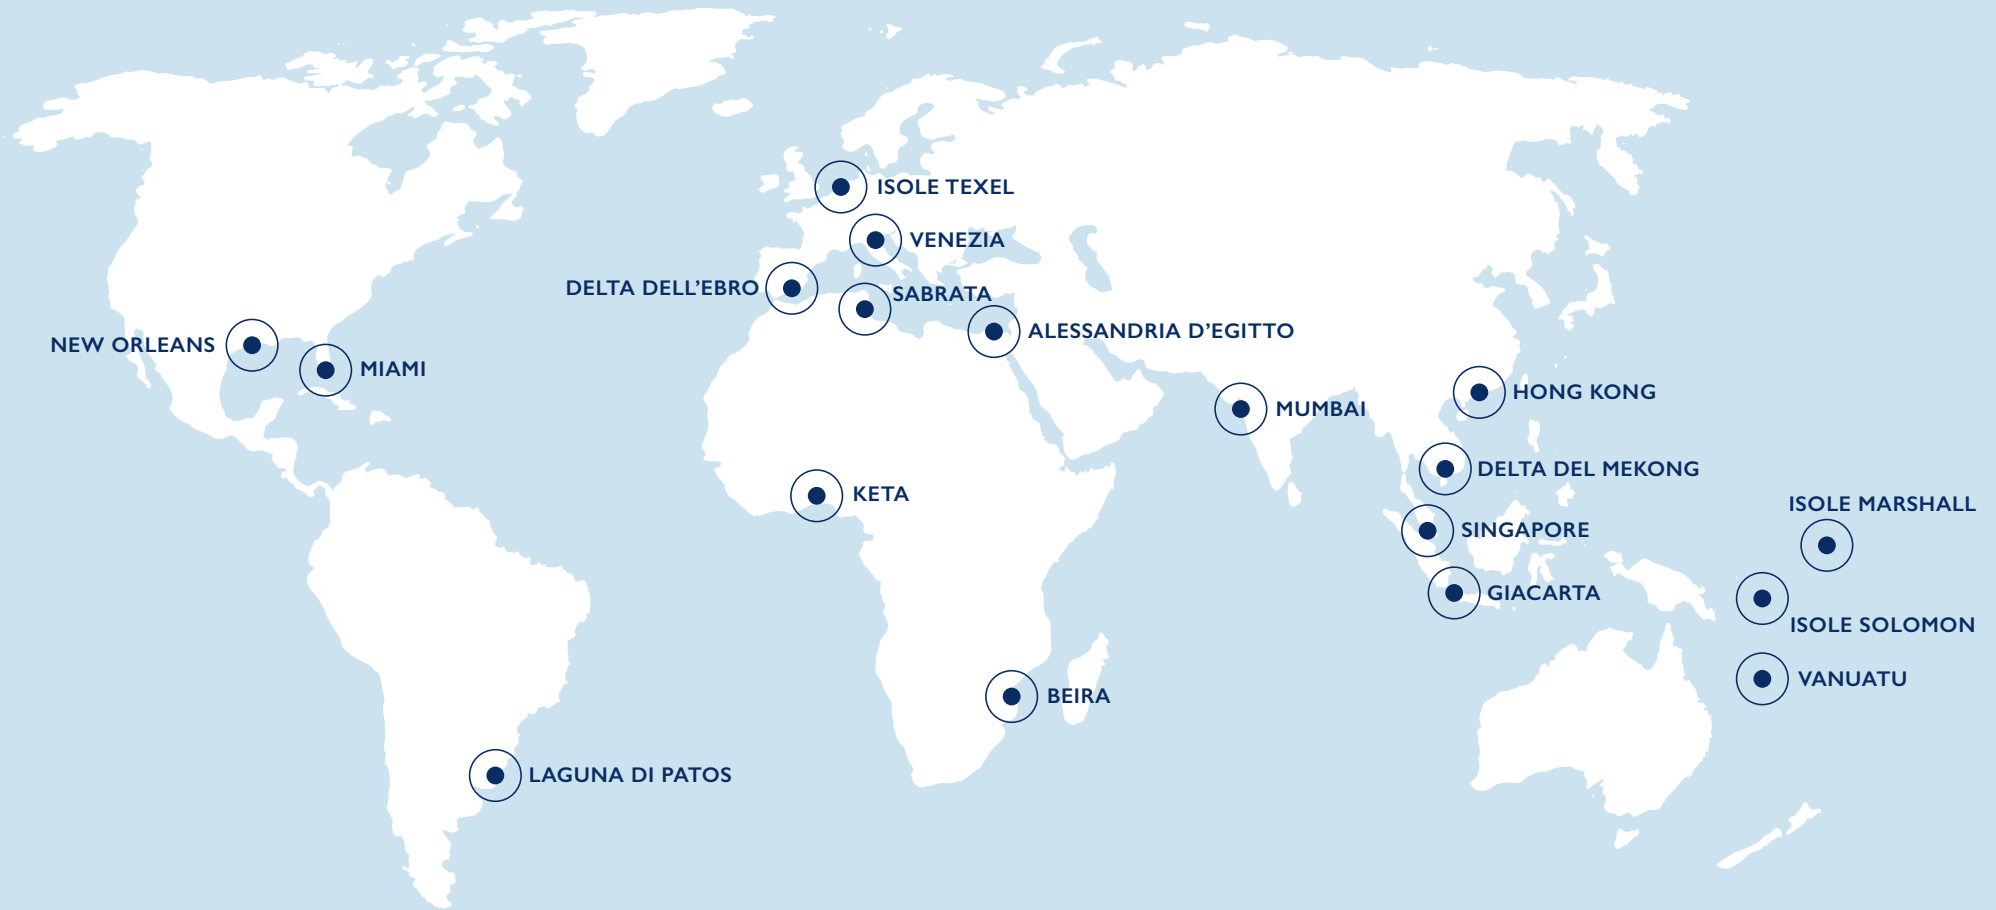 ISOLE TEXEL
VENEZIA
DELTA DELL’EBRO
SABRATA
ALESSANDRIA D’EGITTO
NEW ORLEANS
MIAMI
HONG KONG
MUMBAI
DELTA DEL MEKONG
KETA
ISOLE MARSHALL
SINGAPORE
GIACARTA
ISOLE SOLOMON
VANUATU
BEIRA
LAGUNA DI PATOS